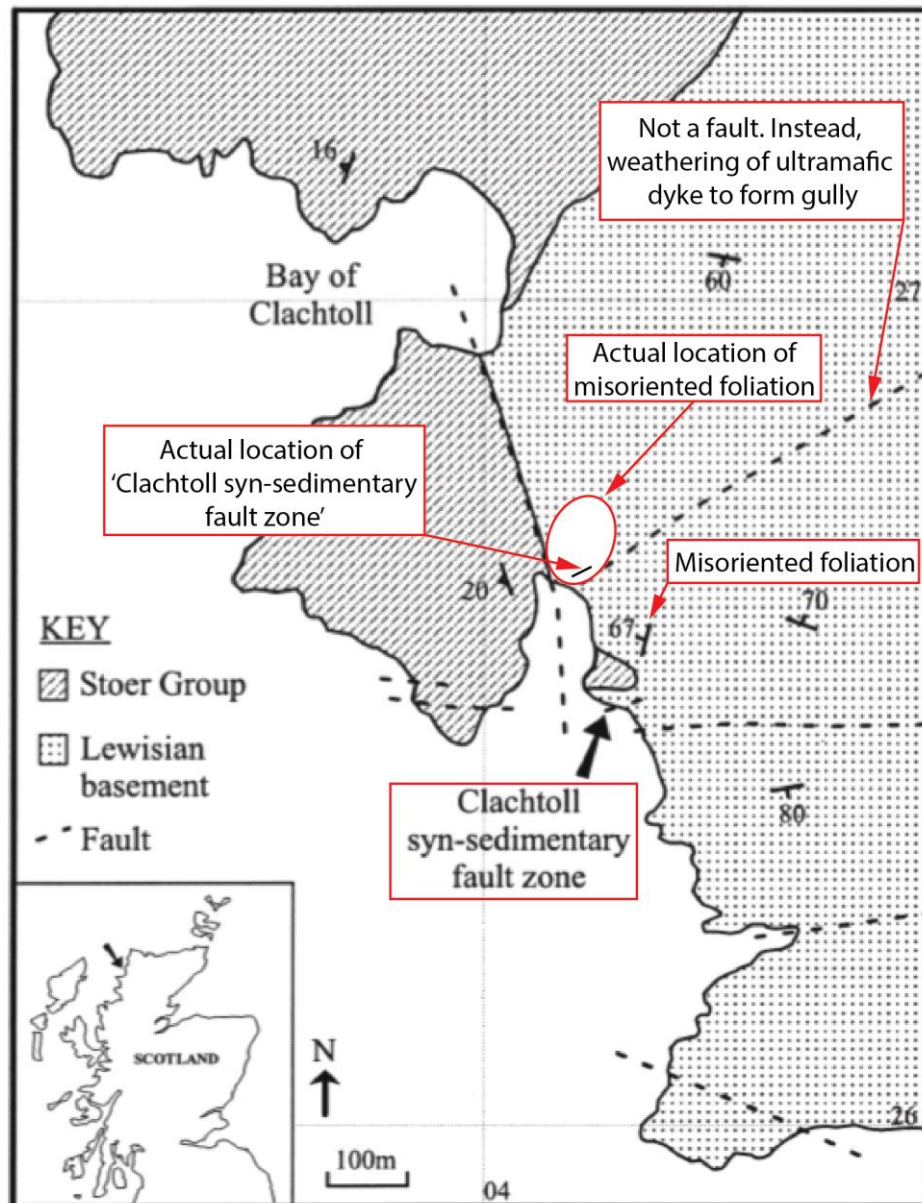 Not a fault. Instead,
weathering of ultramafic
dyke to form gully
16
Bay of
Clachtoll
60
27
Actual location of
misoriented foliation
Actual location of
‘Clachtoll syn-sedimentary
fault zone’
Misoriented foliation
20
67
70
KEY
Stoer Group
Lewisian
basement
Fault
Clachtoll
syn-sedimentary
fault zone
80
SCOTLAND
N
100m
04
26